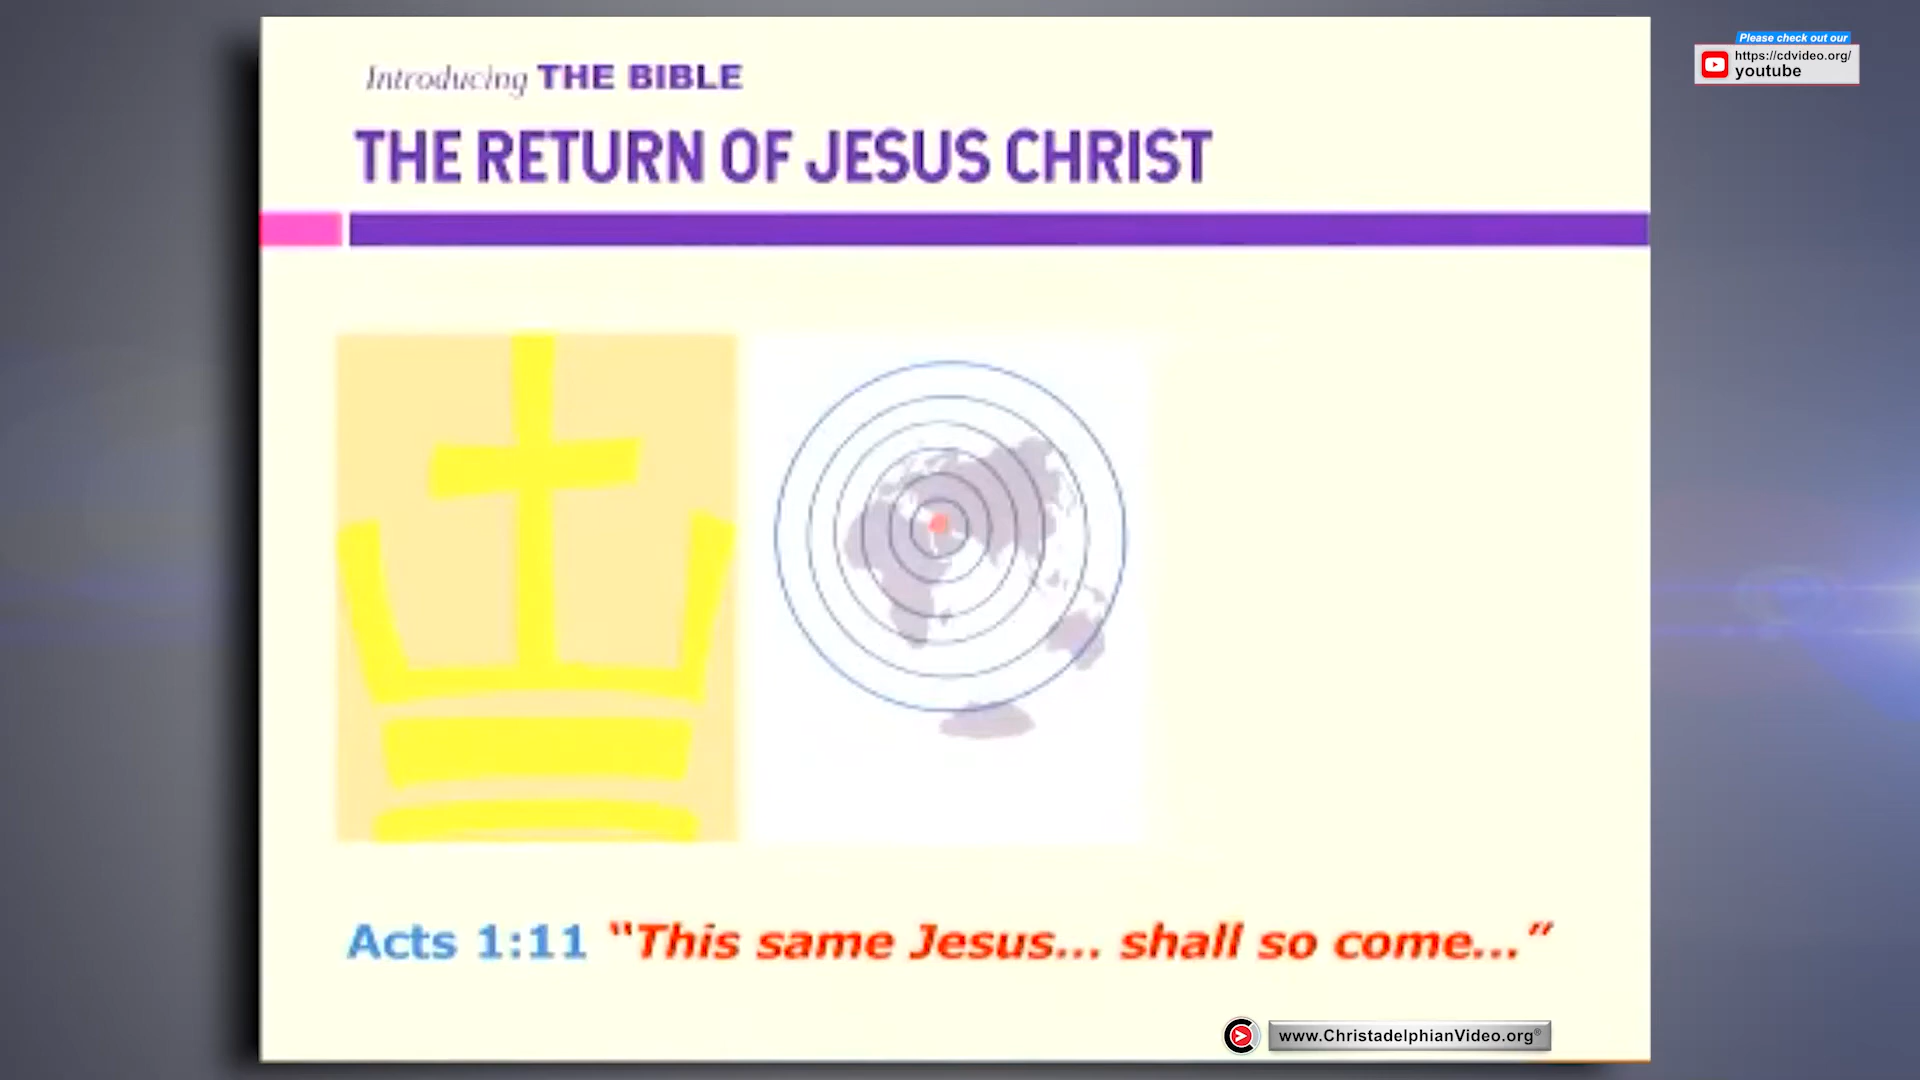 Introducing THE BIBLE
THE RETURN OF JESUS CHRIST
Please check out our
https://cdvideo.org/
youtube
Acts 1:11 “This same Jesus... shall so come...”
www.ChristadelphianVideo.org®